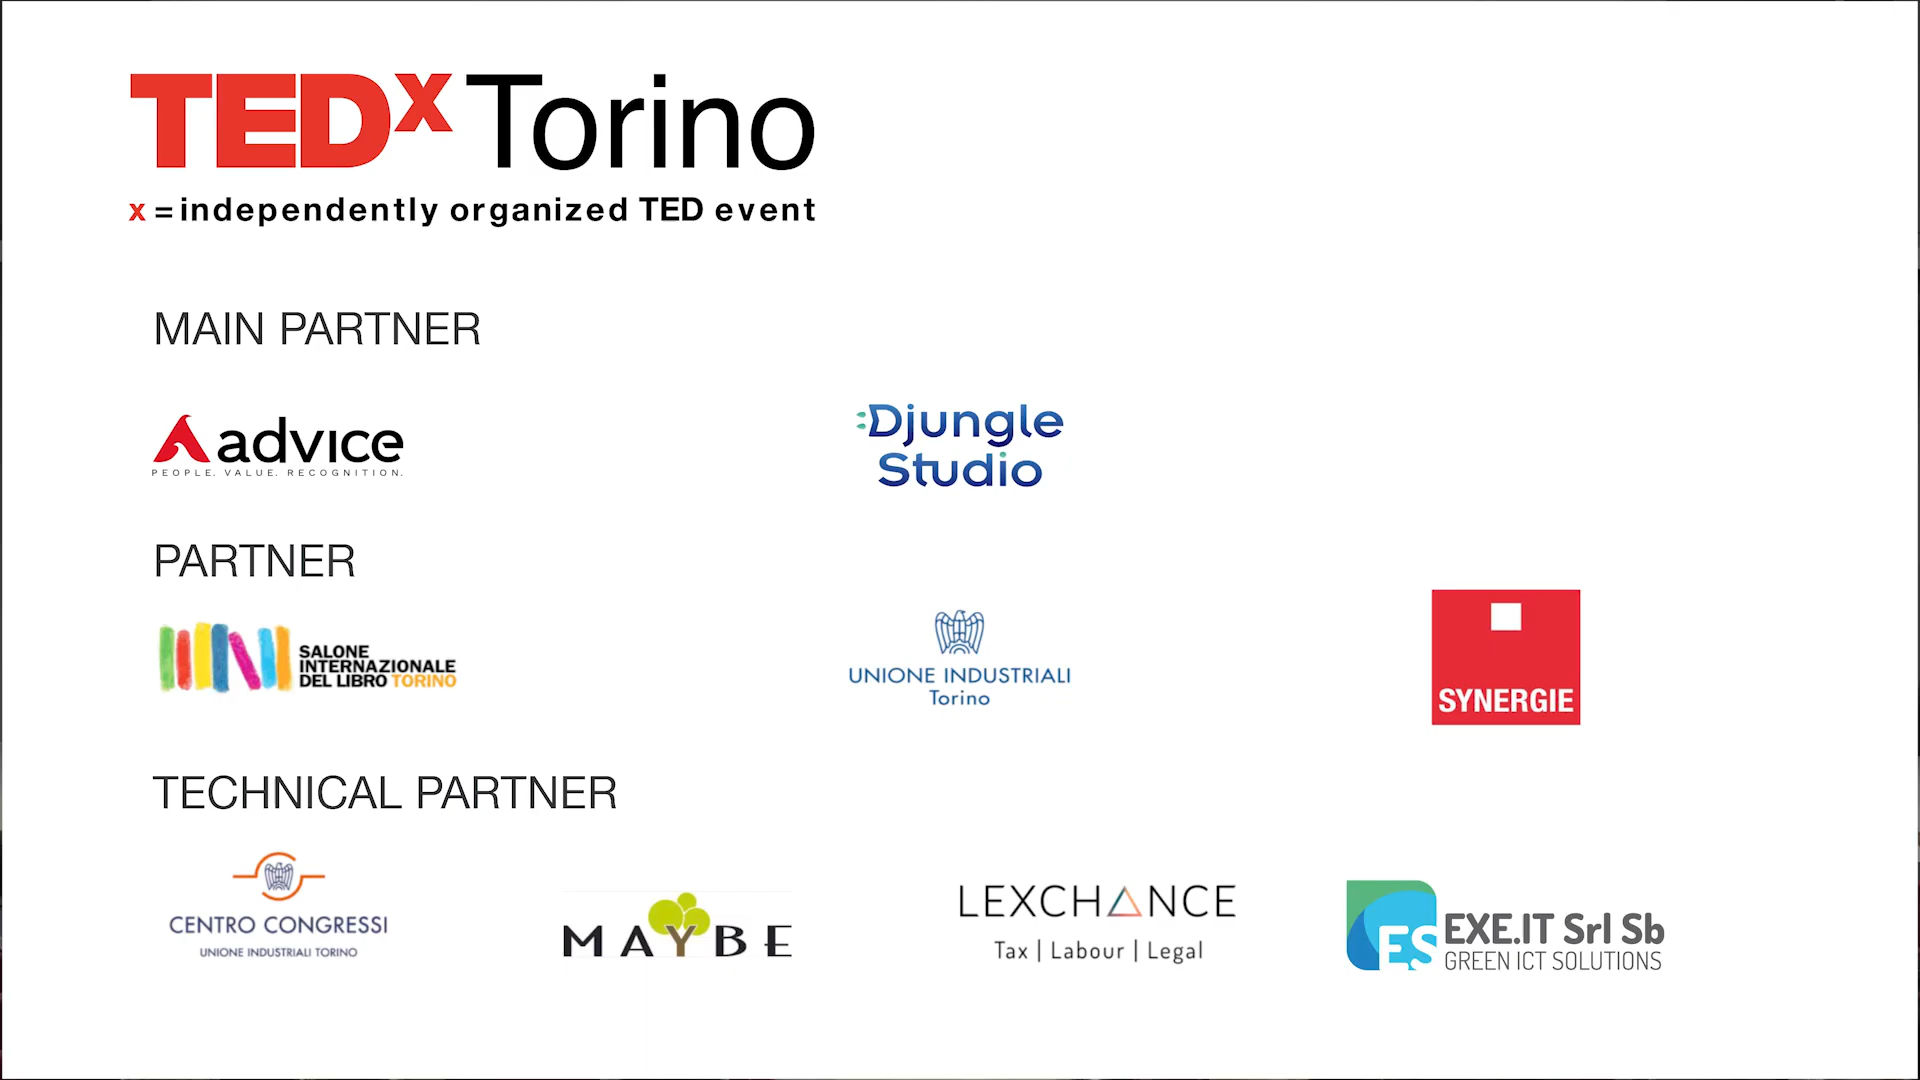 TEDx Torino
x = independently organized TED event
MAIN PARTNER
advice
PEOPLE. VALUE. RECOGNITION.
Djungle
Studio
PARTNER
SALONE
INTERNAZIONALE
DEL LIBRO TORINO
UNIONE INDUSTRIALI
Torino
SYNERGIE
TECHNICAL PARTNER
CENTRO CONGRESSI
UNIONE INDUSTRIALI TORINO
MAYBE
LEXCHANCE
Tax | Labour | Legal
ES
EXE.IT Srl Sb
GREEN ICT SOLUTIONS